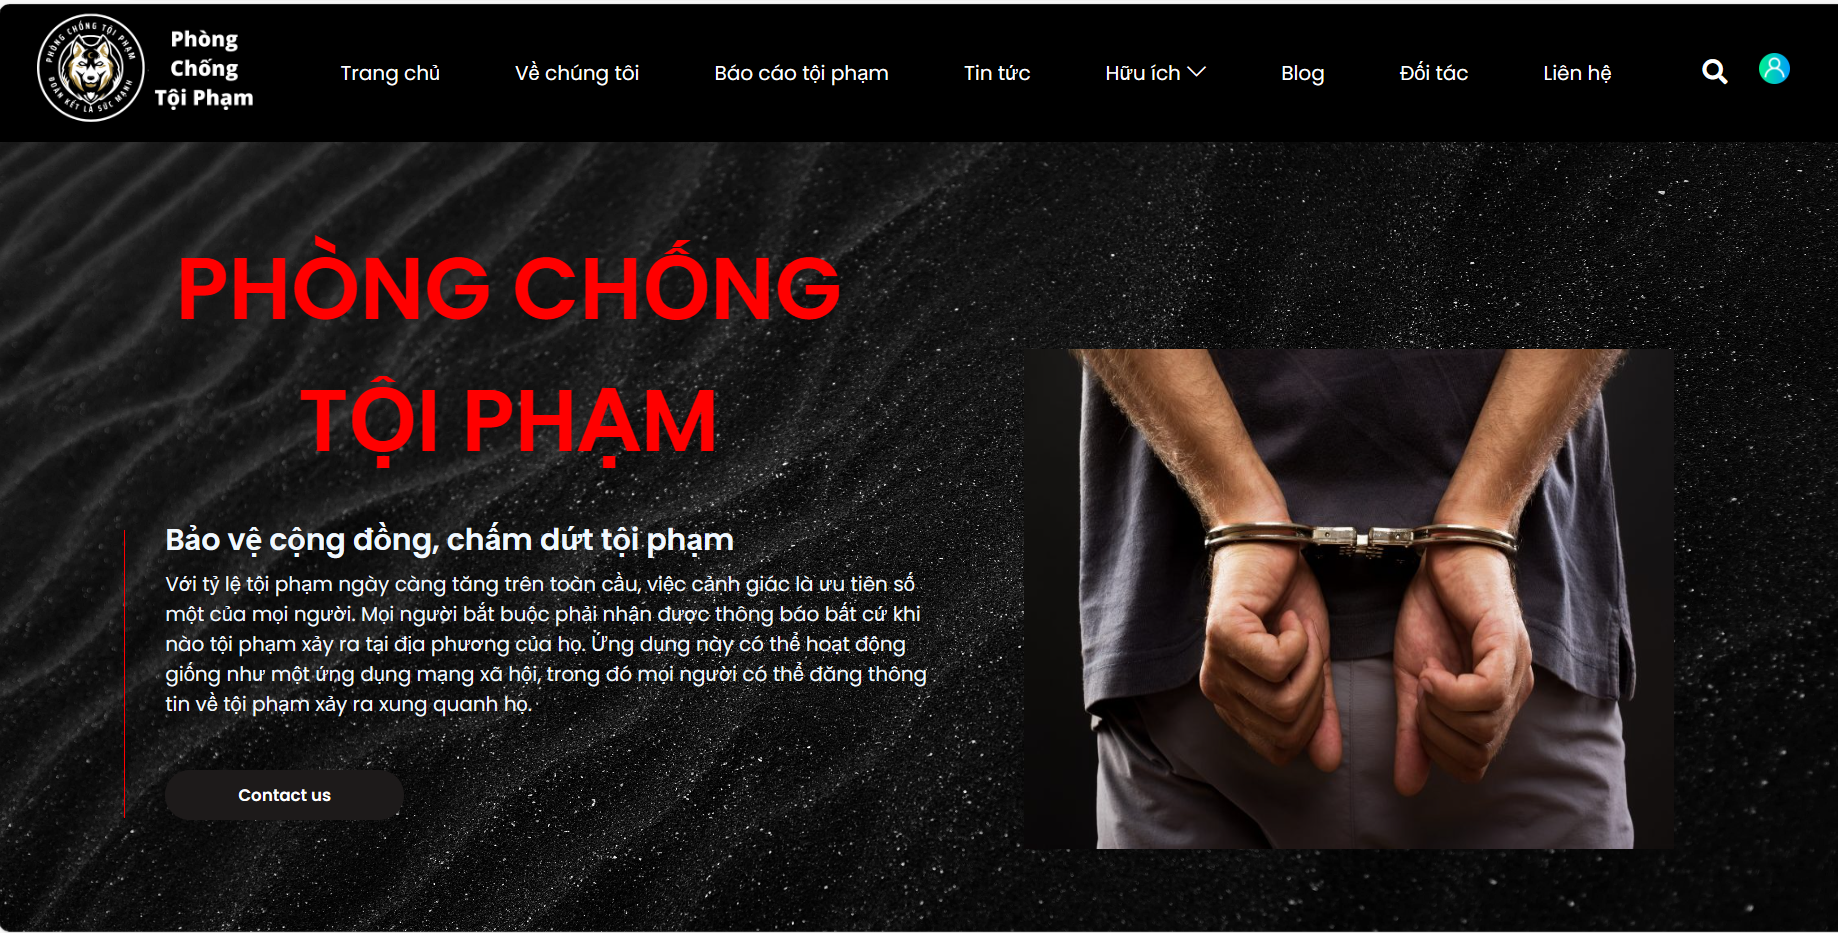 PHÒNG CHỐNG TỘI PHẠM
ĐOÀN KẾT LÀ SỨC MẠNH
Phòng
Chống
Tội Phạm
Trang chủ
Về chúng tôi
Báo cáo tội phạm
Tin tức
Hữu ích
Blog
Đối tác
Liên hệ
PHÒNG CHỐNG
TỘI PHẠM
Bảo vệ cộng đồng, chấm dứt tội phạm
Với tỷ lệ tội phạm ngày càng tăng trên toàn cầu, việc cảnh giác là ưu tiên số
một của mọi người. Mọi người bắt buộc phải nhận được thông báo bất cứ khi
nào tội phạm xảy ra tại địa phương của họ. Ứng dụng này có thể hoạt động
giống như một ứng dụng mạng xã hội, trong đó mọi người có thể đăng thông
tin về tội phạm xảy ra xung quanh họ.
Contact us